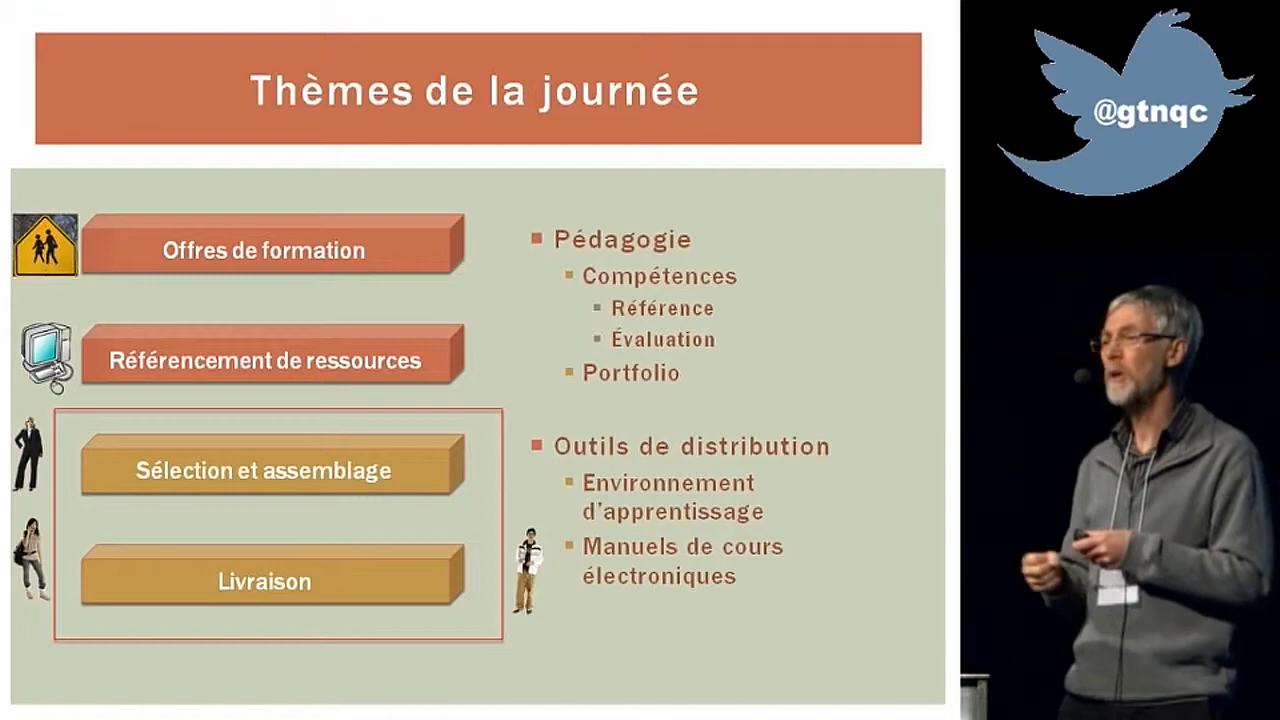 Thèmes de la journée
@gtnqc
Offres de formation
Référencement de ressources
Sélection et assemblage
Livraison
Pédagogie
Compétences
Référence
Évaluation
Portfolio
Outils de distribution
Environnement
d'apprentissage
Manuels de cours
électroniques